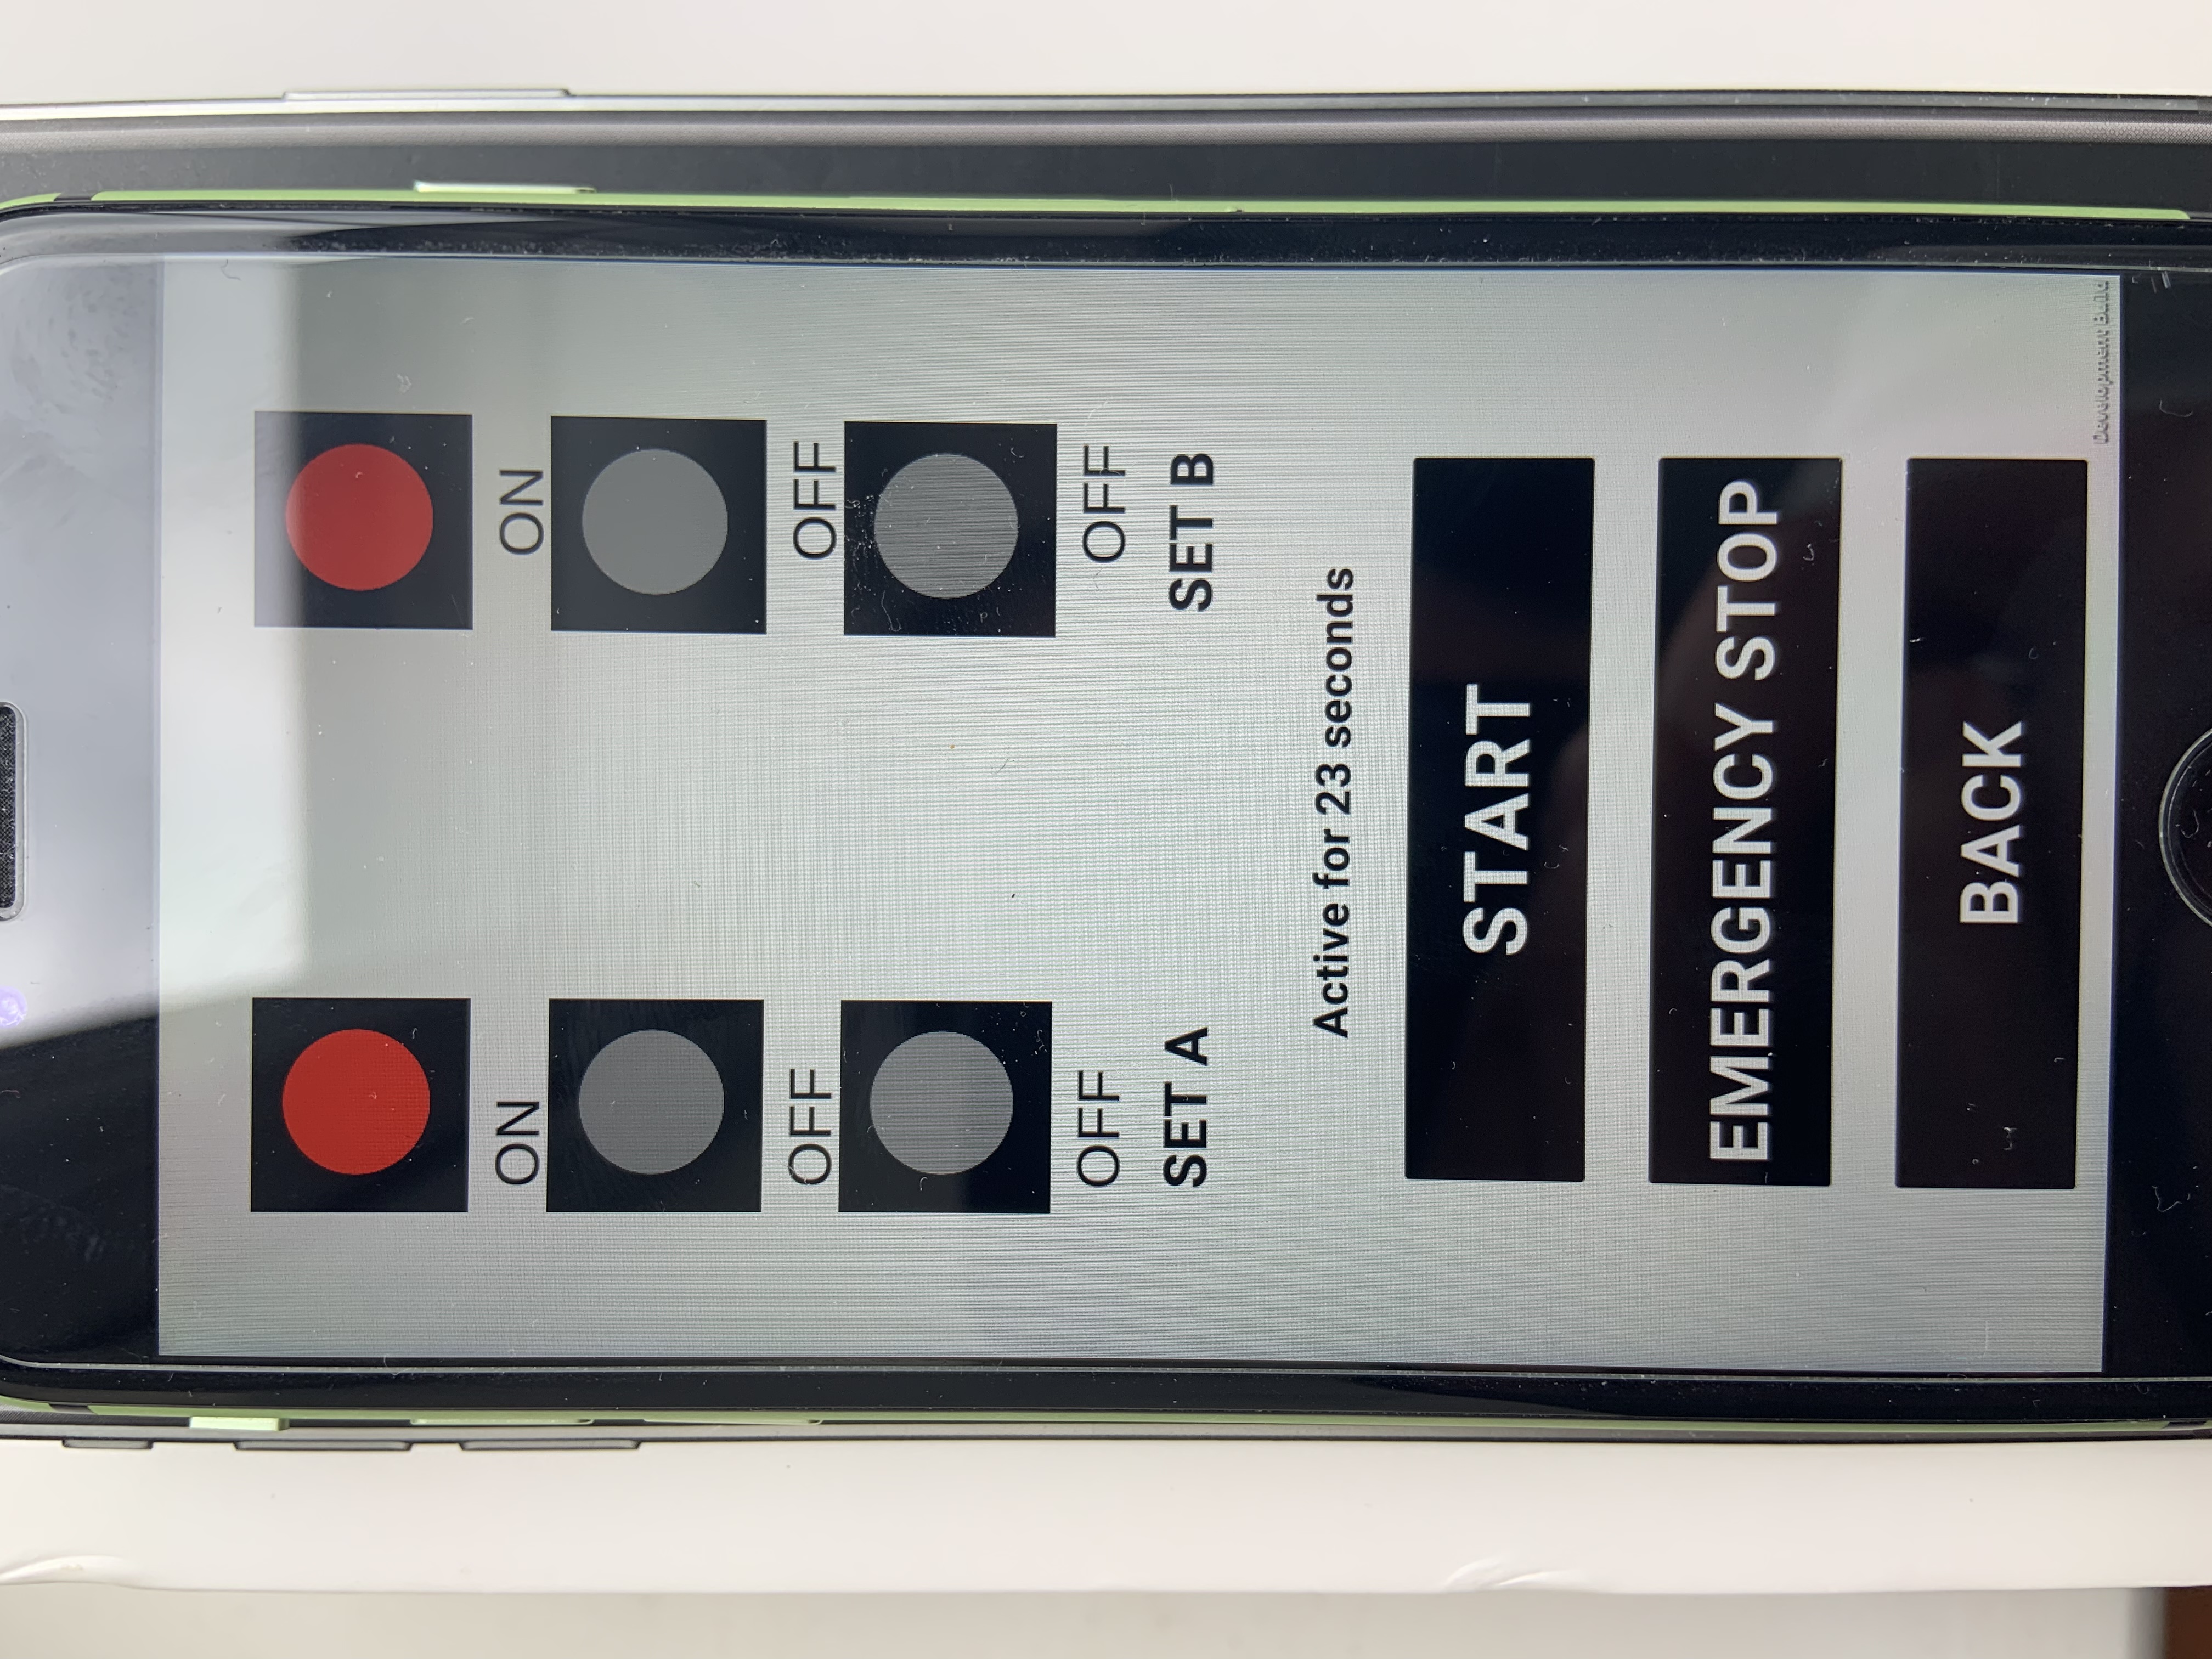 ON ON
OFF OFF
OFF OFF
SET A SET B
Active for 23 seconds
START
EMERGENCY STOP
BACK
Development Build